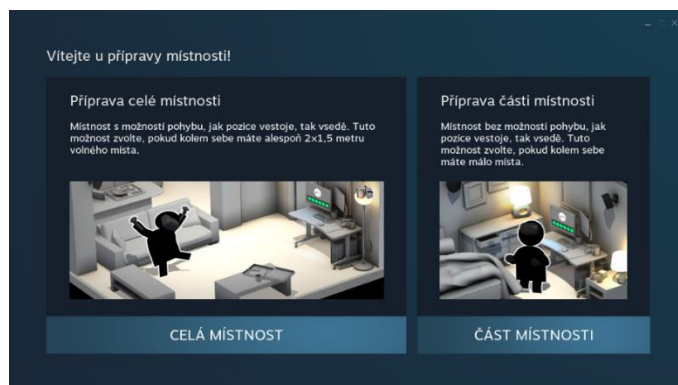 Vítejte u přípravy místnosti!
Příprava celé místnosti
Místnost s možností pohybu, jak pozice vestoje, tak vsedě. Tuto
možnost zvolte, pokud kolem sebe máte alespoň 2×1,5 metru
volného místa.
CELÁ MÍSTNOST
Příprava části místnosti
Místnost bez možnosti pohybu, jak
pozice vestoje, tak vsedě. Tuto
možnost zvolte, pokud kolem sebe
máte málo místa.
ČÁST MÍSTNOSTI